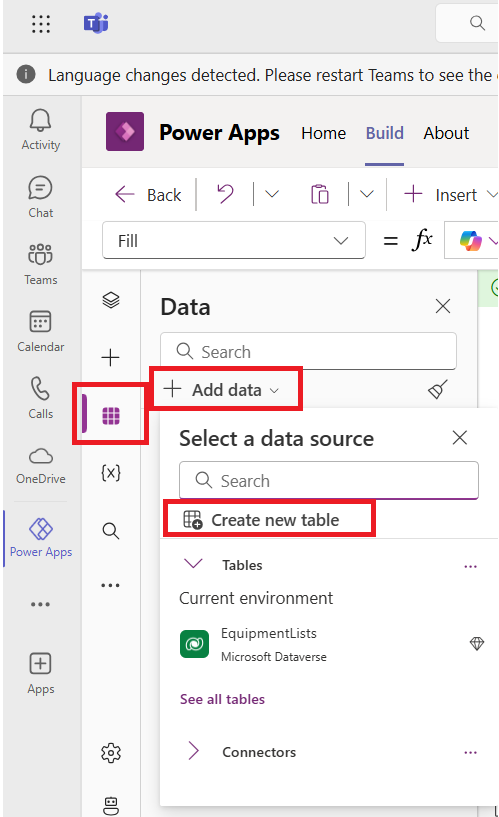 Language changes detected. Please restart Teams to see the
Activity
Chat
Teams
Calendar
Calls
OneDrive
Power Apps
Apps
Power Apps Home Build About
Back Insert
Fill = fx
Data
Search
Add data
{x}
Select a data source
Search
Create new table
Tables
Current environment
EquipmentLists
Microsoft Dataverse
See all tables
Connectors